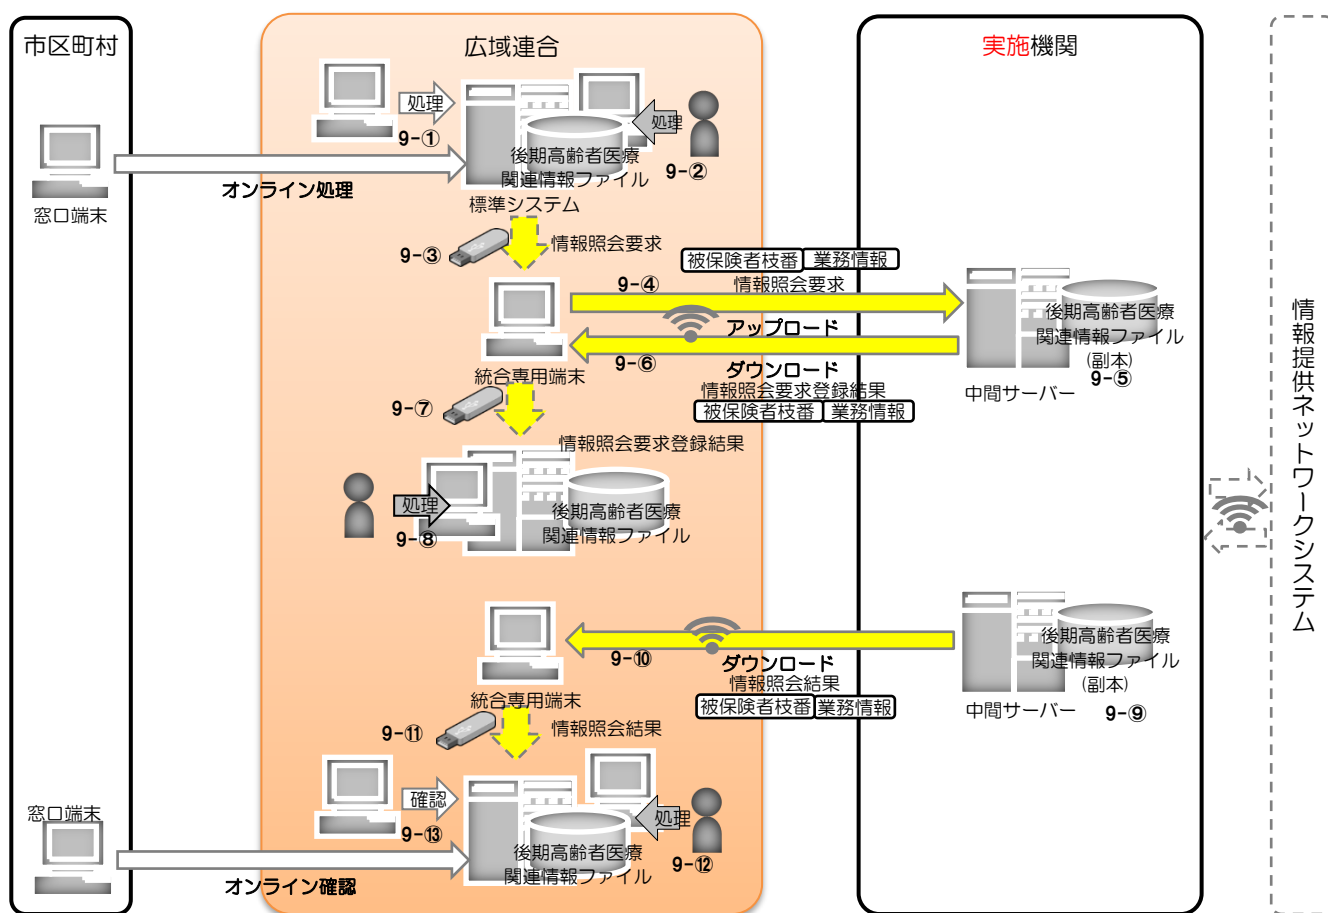 市区町村
広域連合
実施機関
処理
9-①
処理
後期高齢者医療
関連情報ファイル
9-②
オンライン処理
窓口端末
標準システム
9-③
情報照会要求
9-④
被保険者枝番
業務情報
情報照会要求
アップロード
後期高齢者医療
関連情報ファイル
(副本)
9-⑤
9-⑥
ダウンロード
統合専用端末
情報照会要求登録結果
中間サーバー
9-⑦
被保険者枝番
業務情報
情報照会要求登録結果
処理
後期高齢者医療
関連情報ファイル
9-⑧
情報提供ネットワークシステム
後期高齢者医療
関連情報ファイル
(副本)
9-⑩
ダウンロード
情報照会結果
統合専用端末
被保険者枝番
業務情報
中間サーバー
9-⑨
9-⑪
情報照会結果
確認
窓口端末
9-⑬
処理
後期高齢者医療
関連情報ファイル
9-⑫
オンライン確認